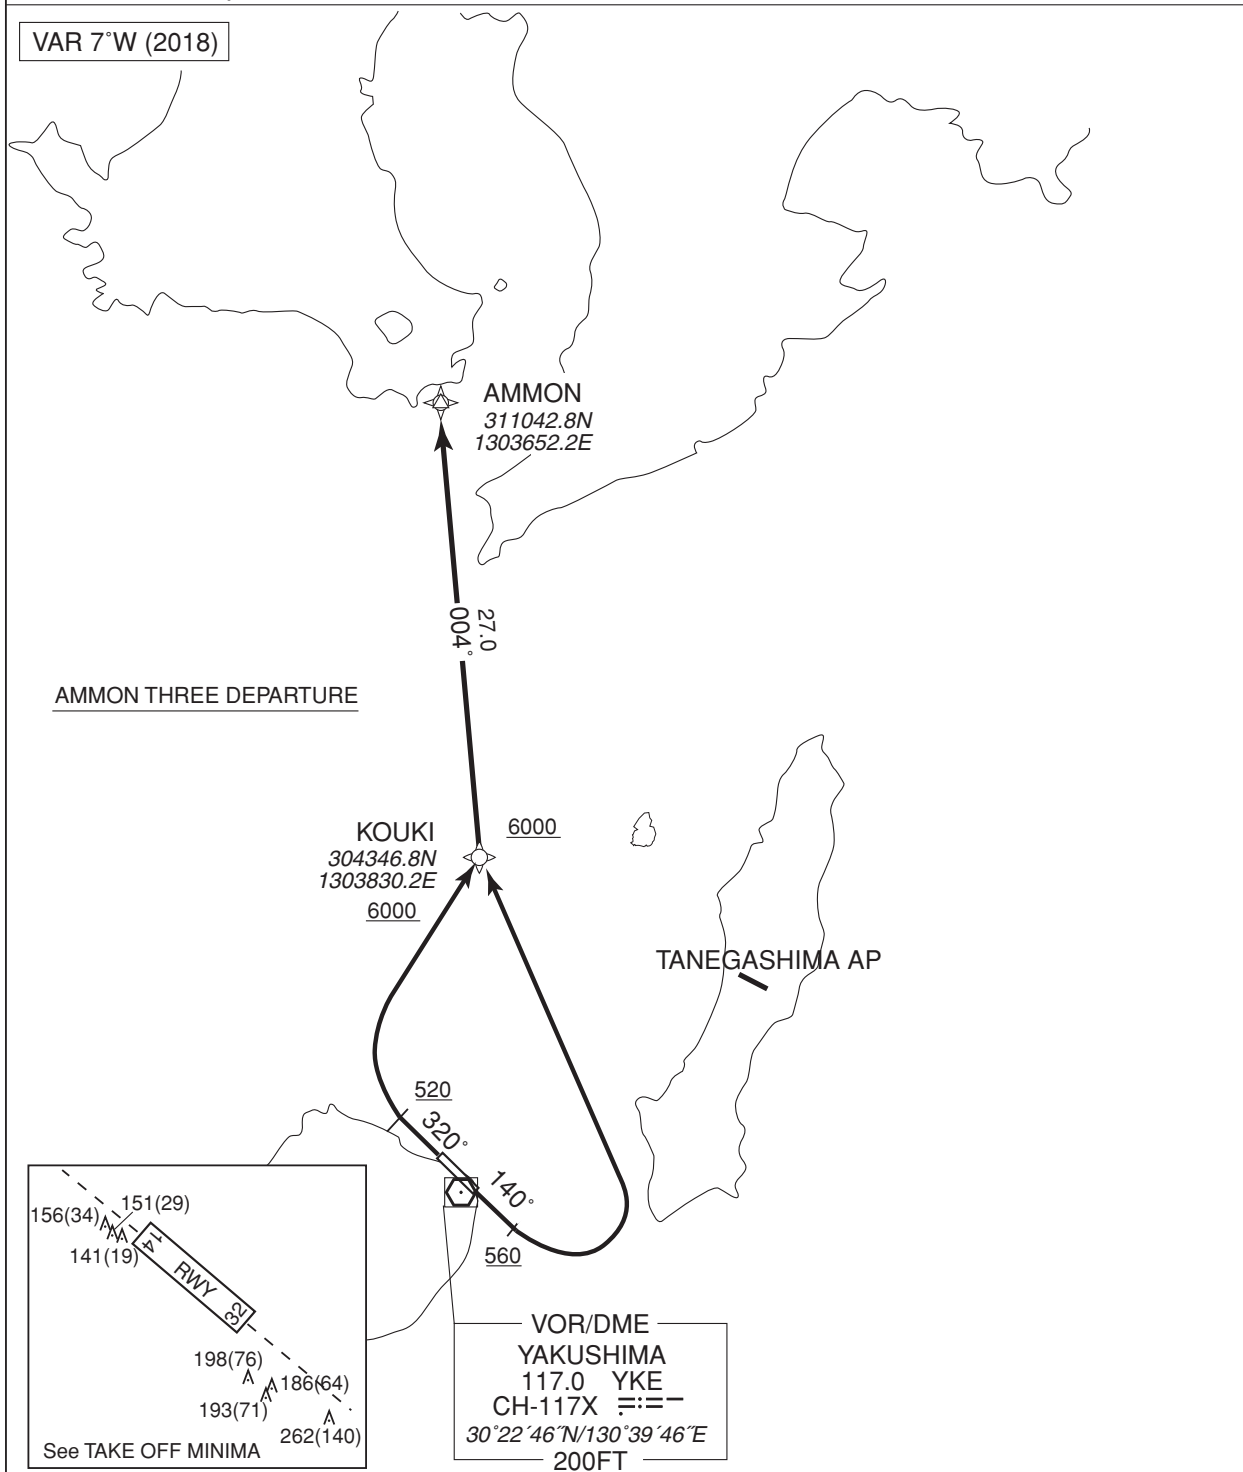 VAR 7°W (2018)
AMMON
311042.8N
1303652.2E
27.0
004°
AMMON THREE DEPARTURE
KOUKI
304346.8N
1303830.2E
6000
6000
TANEGASHIMA AP
520
320°
140°
560
156(34)
151(29)
141(19)
14
RWY
32
198(76)
186(64)
193(71)
262(140)
See TAKE OFF MINIMA
VOR/DME
YAKUSHIMA
117.0 YKE
CH-117X
30°22´46˝N/130°39´46˝E
200FT